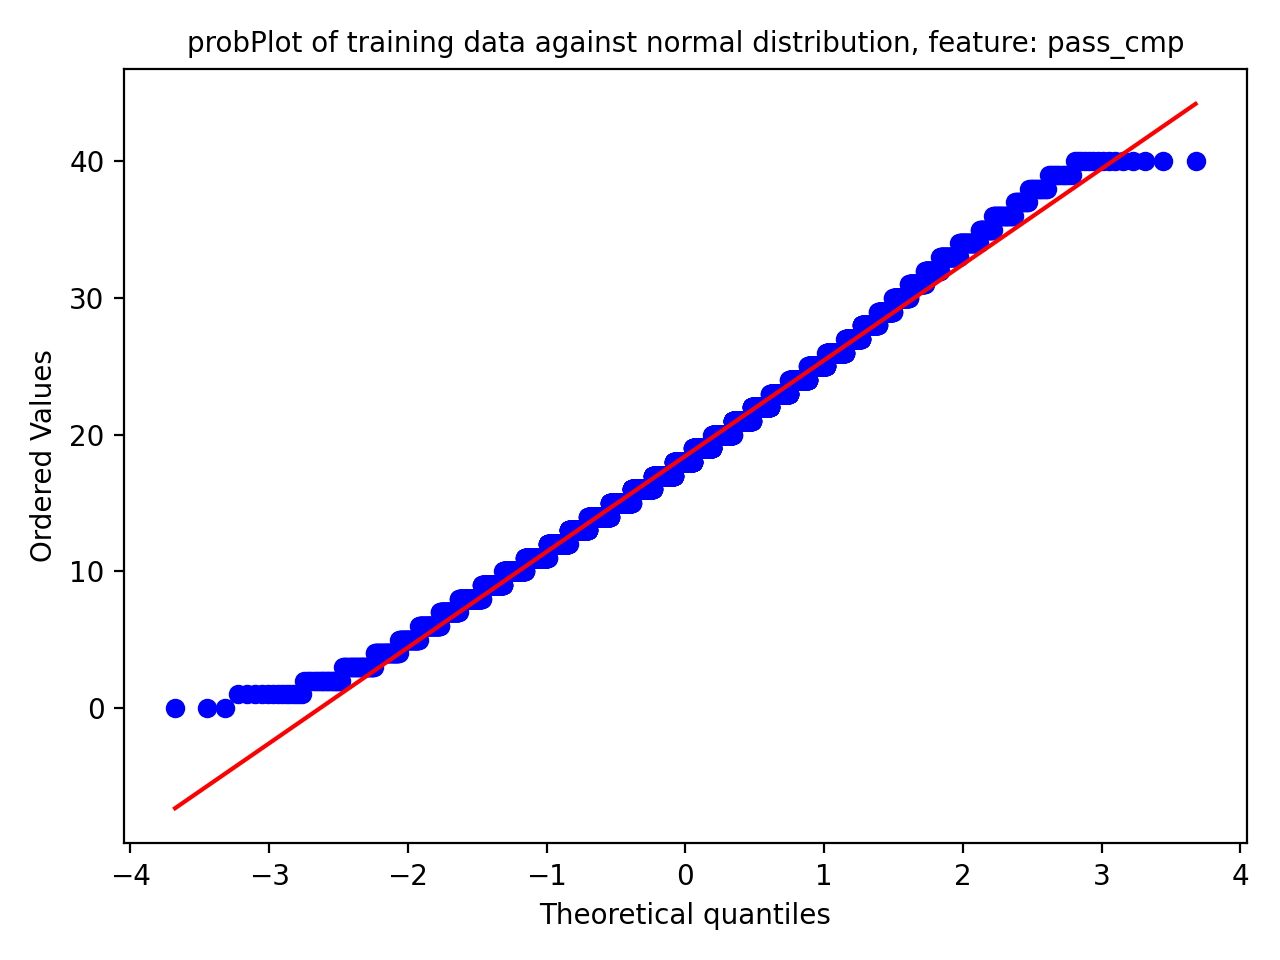 probPlot of training data against normal distribution, feature: pass_cmp
40
30
20
10
0
Ordered Values
−4 −3 −2 −1 0 1 2 3 4
Theoretical quantiles